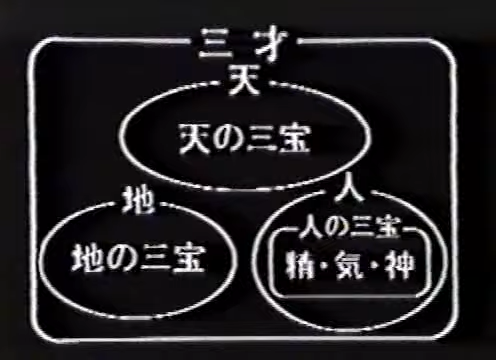 三才
天
天の三宝
地
地の三宝
人
人の三宝
精・気・神